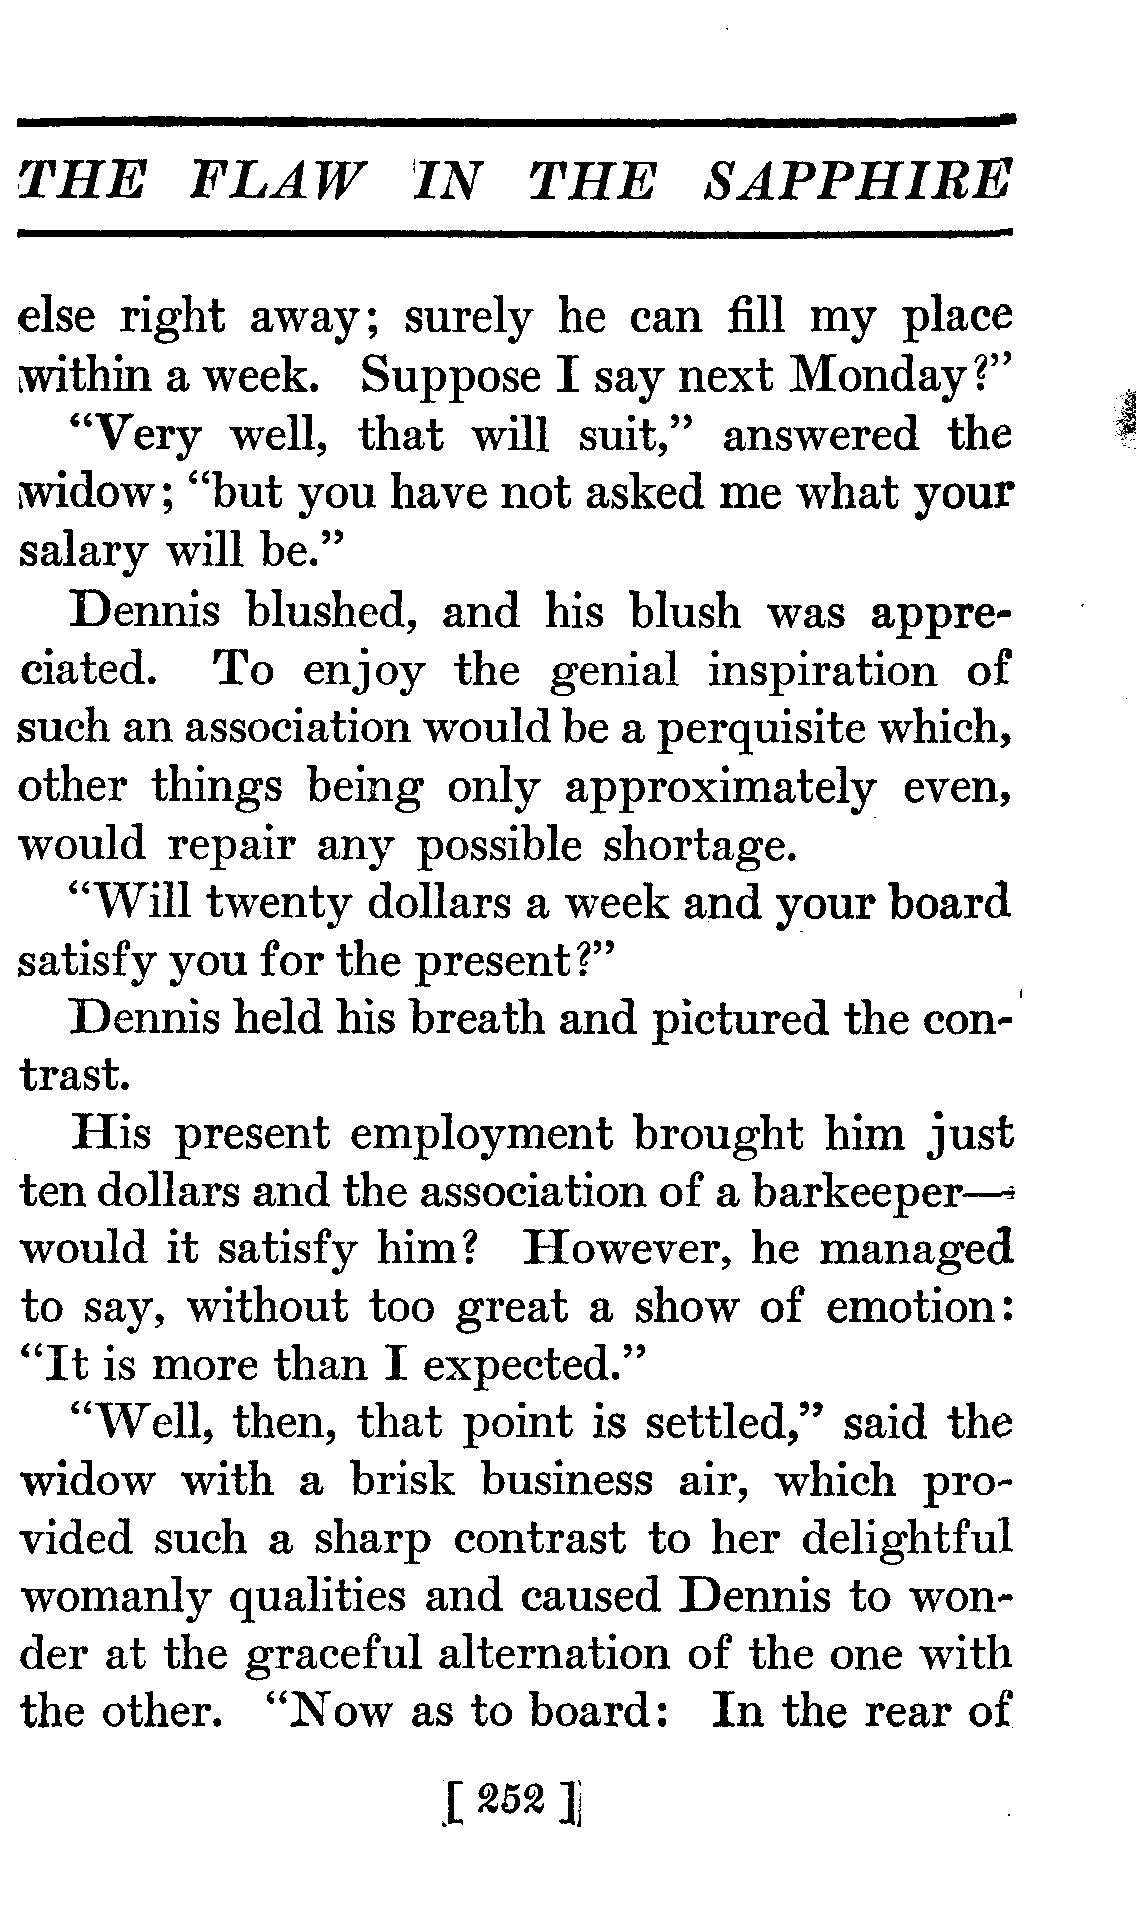 THE FLAW IN THE SAPPHIRE
else right away; surely he can fill my place
within a week. Suppose I say next Monday?”
“Very well, that will suit,” answered the
widow; “but you have not asked me what your
salary will be.”
Dennis blushed, and his blush was appre-
ciated. To enjoy the genial inspiration of
such an association would be a perquisite which,
other things being only approximately even,
would repair any possible shortage.
“Will twenty dollars a week and your board
satisfy you for the present?”
Dennis held his breath and pictured the con-
trast.
His present employment brought him just
ten dollars and the association of a barkeeper—
would it satisfy him? However, he managed
to say, without too great a show of emotion:
“It is more than I expected.”
“Well, then, that point is settled,” said the
widow with a brisk business air, which pro-
vided such a sharp contrast to her delightful
womanly qualities and caused Dennis to won-
der at the graceful alternation of the one with
the other. “Now as to board: In the rear of
[ 252 ]